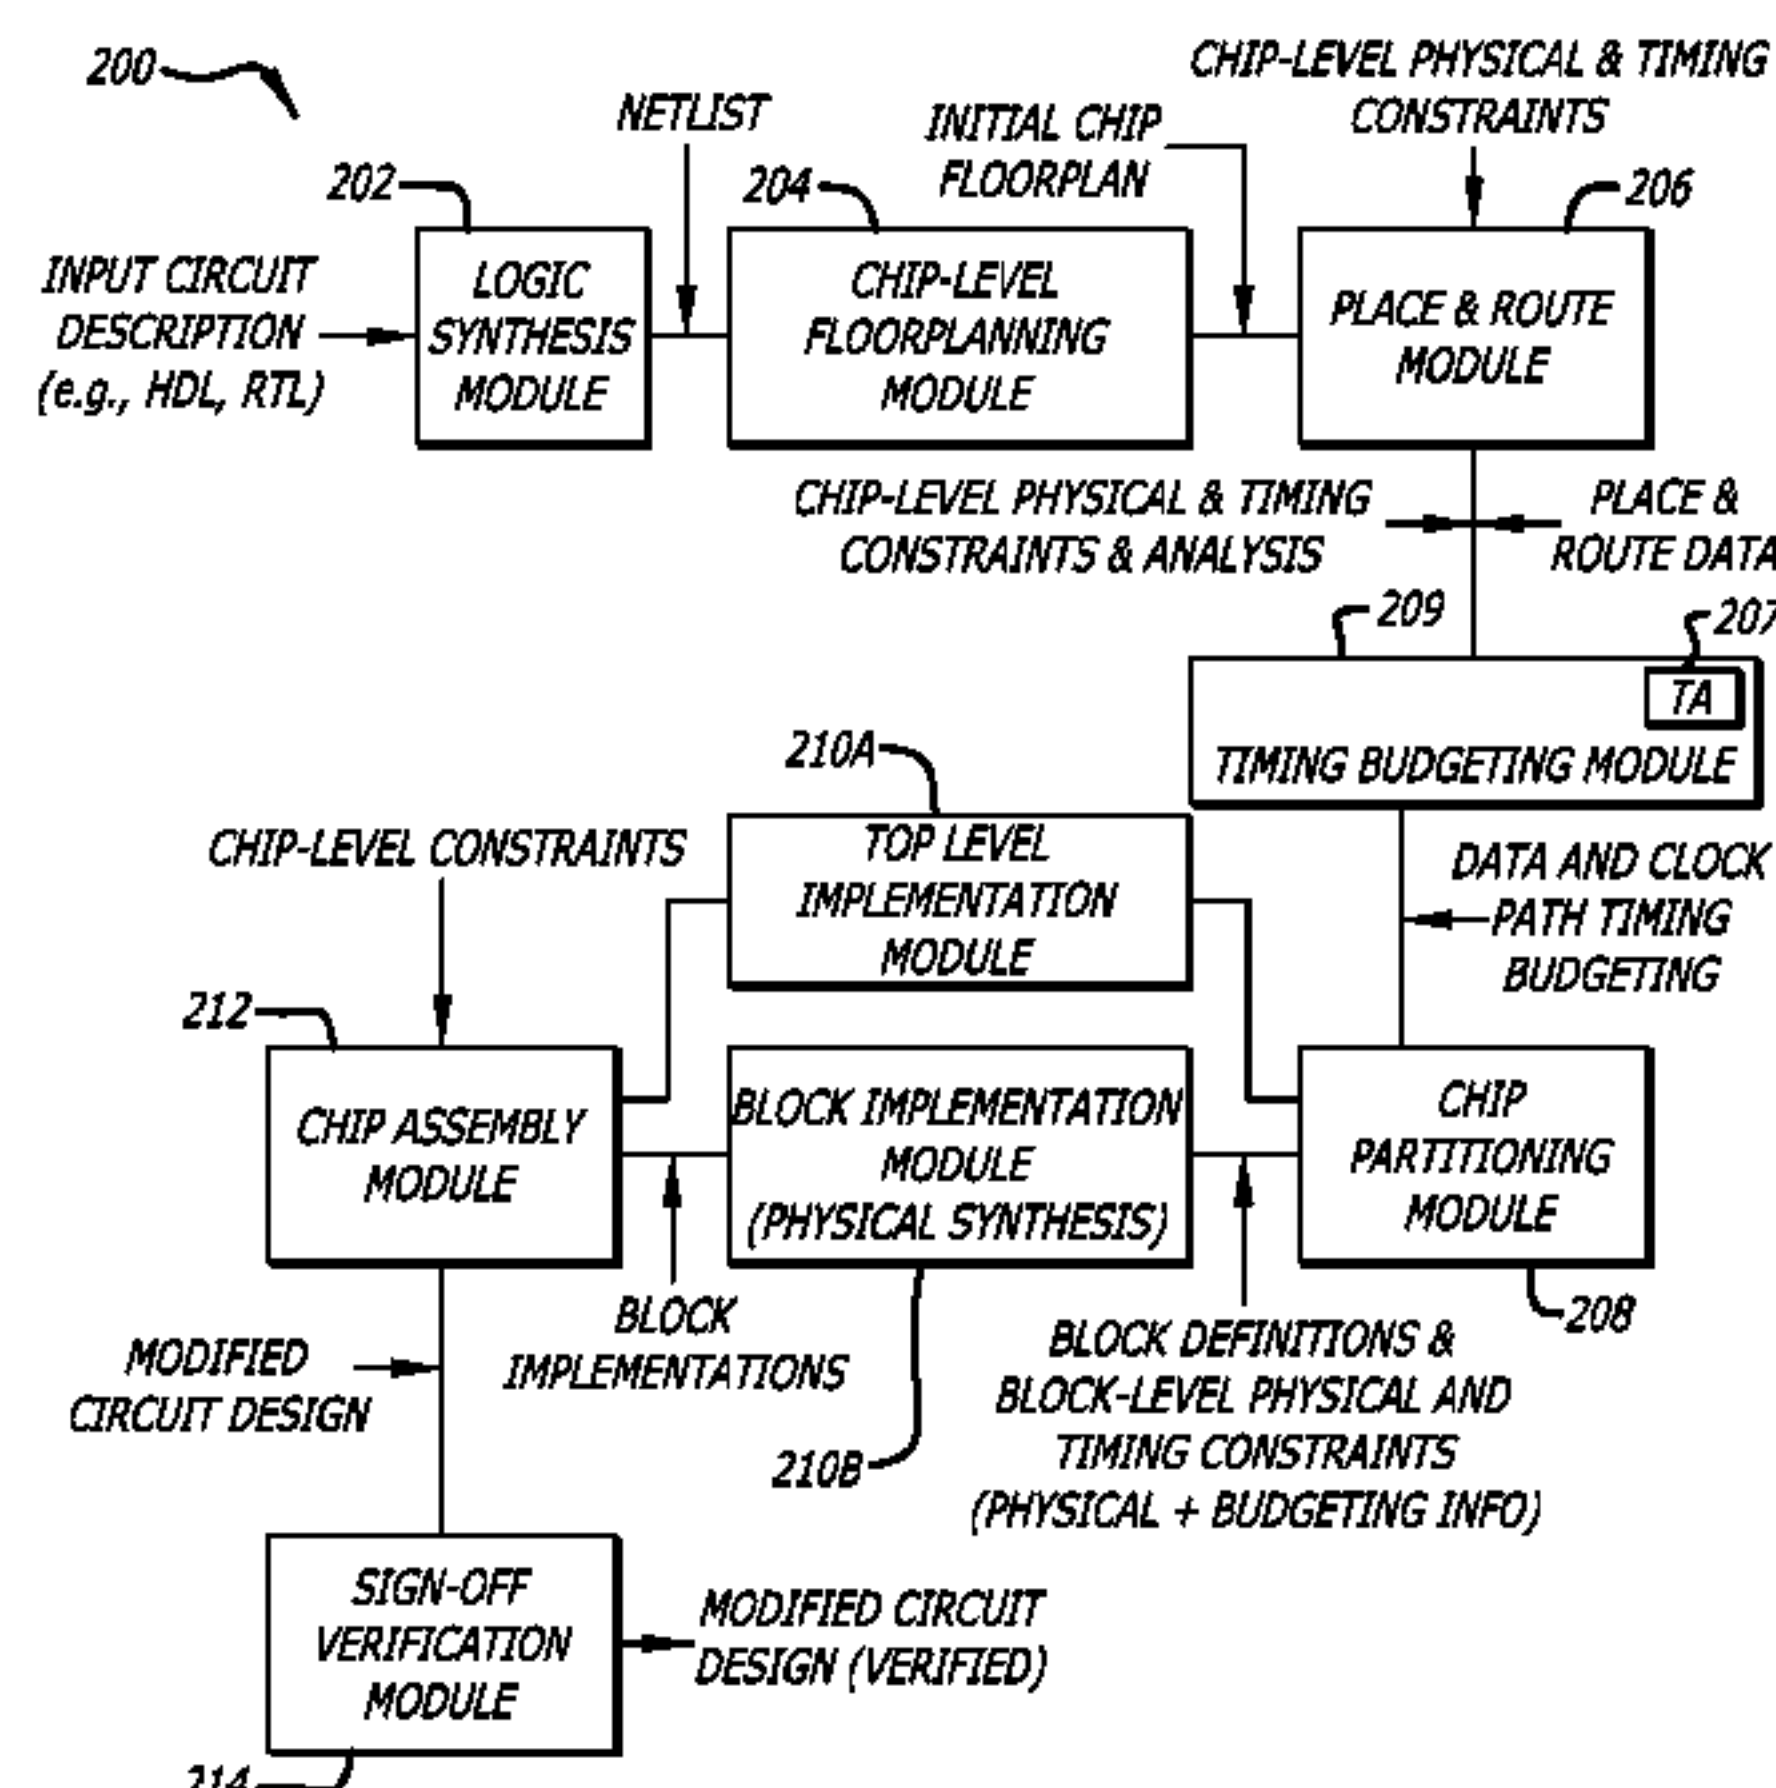 200
CHIP-LEVEL PHYSICAL & TIMING
CONSTRAINTS
NETLIST
INITIAL CHIP
FLOORPLAN
202
204
206
INPUT CIRCUIT
DESCRIPTION
(e.g., HDL, RTL)
LOGIC
SYNTHESIS
MODULE
CHIP-LEVEL
FLOORPLANNING
MODULE
PLACE & ROUTE
MODULE
CHIP-LEVEL PHYSICAL & TIMING
CONSTRAINTS & ANALYSIS
PLACE &
ROUTE DATA
209
207
TA
TIMING BUDGETING MODULE
210A
TOP LEVEL
IMPLEMENTATION
MODULE
CHIP-LEVEL CONSTRAINTS
DATA AND CLOCK
PATH TIMING
BUDGETING
212
CHIP ASSEMBLY
MODULE
BLOCK IMPLEMENTATION
MODULE
(PHYSICAL SYNTHESIS)
CHIP
PARTITIONING
MODULE
208
BLOCK
IMPLEMENTATIONS
BLOCK DEFINITIONS &
BLOCK-LEVEL PHYSICAL AND
TIMING CONSTRAINTS
(PHYSICAL + BUDGETING INFO)
MODIFIED
CIRCUIT DESIGN
210B
SIGN-OFF
VERIFICATION
MODULE
MODIFIED CIRCUIT
DESIGN (VERIFIED)
214